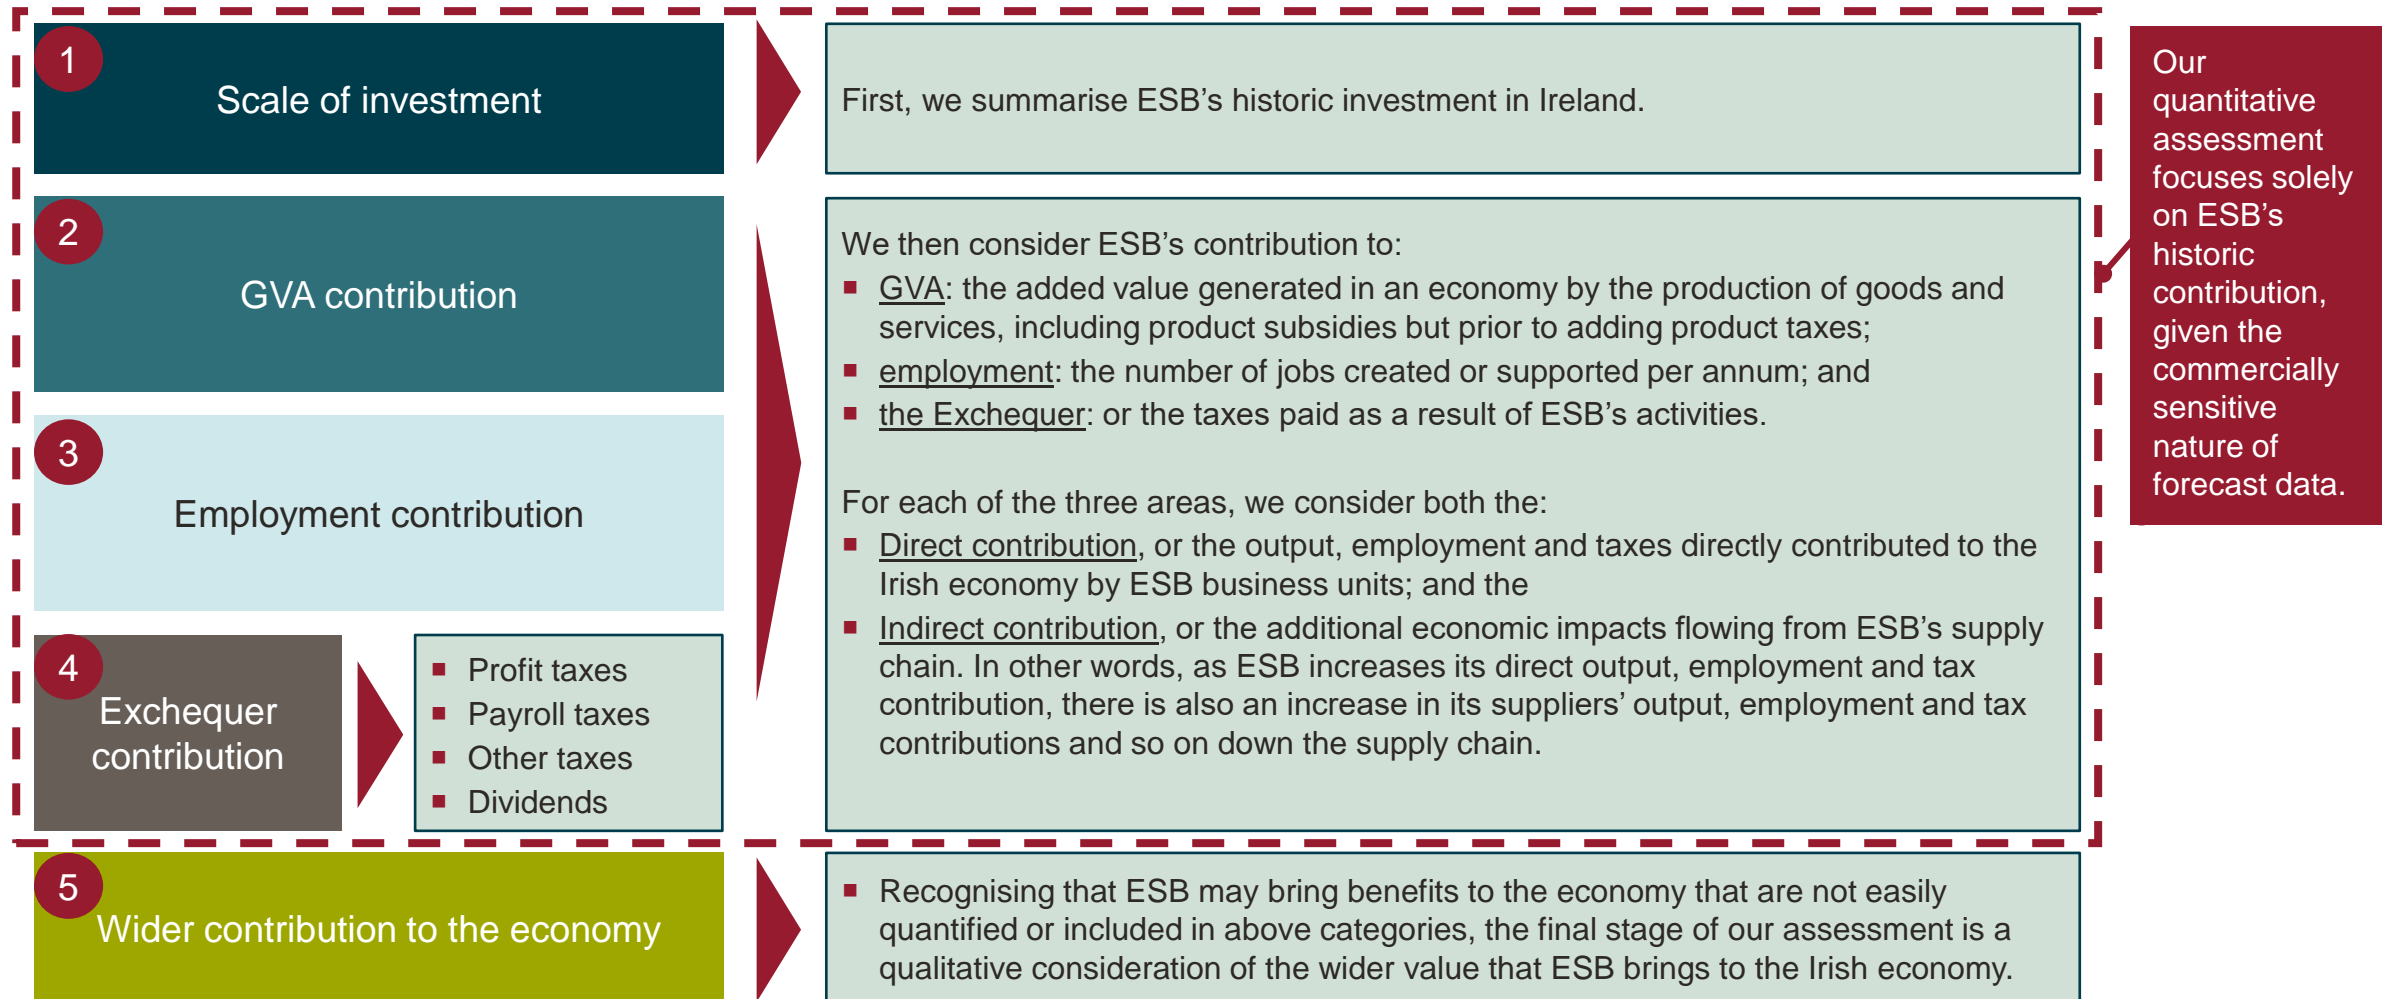 1
Scale of investment
First, we summarise ESB’s historic investment in Ireland.
2
GVA contribution
3
Employment contribution
4
Exchequer
contribution
▪ Profit taxes
▪ Payroll taxes
▪ Other taxes
▪ Dividends
We then consider ESB’s contribution to:
▪ GVA: the added value generated in an economy by the production of goods and
services, including product subsidies but prior to adding product taxes;
▪ employment: the number of jobs created or supported per annum; and
▪ the Exchequer: or the taxes paid as a result of ESB’s activities.
For each of the three areas, we consider both the:
▪ Direct contribution, or the output, employment and taxes directly contributed to the
Irish economy by ESB business units; and the
▪ Indirect contribution, or the additional economic impacts flowing from ESB’s supply
chain. In other words, as ESB increases its direct output, employment and tax
contribution, there is also an increase in its suppliers’ output, employment and tax
contributions and so on down the supply chain.
5
Wider contribution to the economy
▪ Recognising that ESB may bring benefits to the economy that are not easily
quantified or included in above categories, the final stage of our assessment is a
qualitative consideration of the wider value that ESB brings to the Irish economy.
Our
quantitative
assessment
focuses solely
on ESB’s
historic
contribution,
given the
commercially
sensitive
nature of
forecast data.